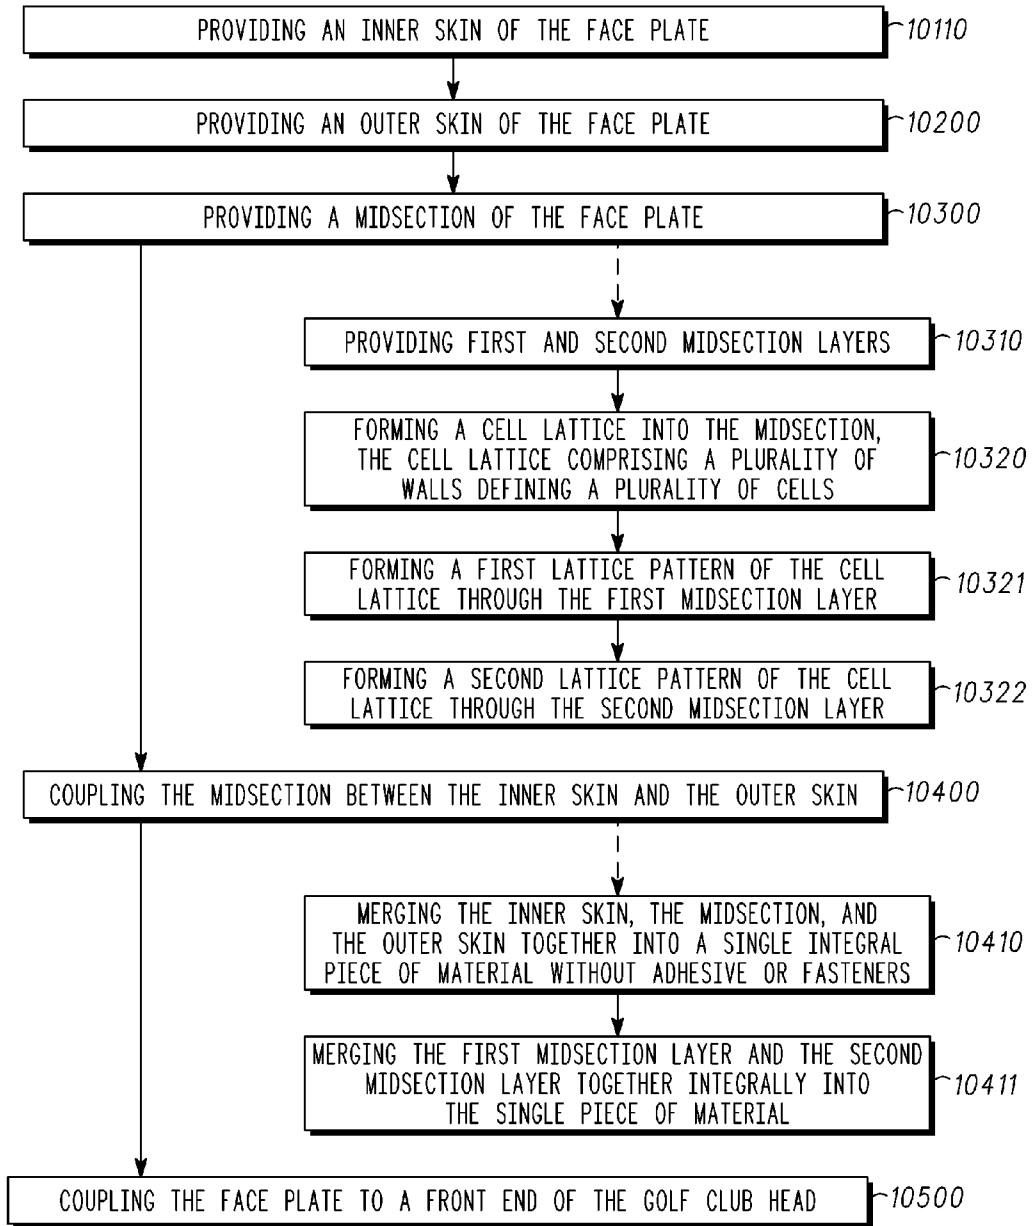 PROVIDING AN INNER SKIN OF THE FACE PLATE
10110
PROVIDING AN OUTER SKIN OF THE FACE PLATE
10200
PROVIDING A MIDSECTION OF THE FACE PLATE
10300
PROVIDING FIRST AND SECOND MIDSECTION LAYERS
10310
FORMING A CELL LATTICE INTO THE MIDSECTION,
THE CELL LATTICE COMPRISING A PLURALITY OF
WALLS DEFINING A PLURALITY OF CELLS
10320
FORMING A FIRST LATTICE PATTERN OF THE CELL
LATTICE THROUGH THE FIRST MIDSECTION LAYER
10321
FORMING A SECOND LATTICE PATTERN OF THE CELL
LATTICE THROUGH THE SECOND MIDSECTION LAYER
10322
COUPLING THE MIDSECTION BETWEEN THE INNER SKIN AND THE OUTER SKIN
10400
MERGING THE INNER SKIN, THE MIDSECTION, AND
THE OUTER SKIN TOGETHER INTO A SINGLE INTEGRAL
PIECE OF MATERIAL WITHOUT ADHESIVE OR FASTENERS
10410
MERGING THE FIRST MIDSECTION LAYER AND THE SECOND
MIDSECTION LAYER TOGETHER INTEGRALLY INTO
THE SINGLE PIECE OF MATERIAL
10411
COUPLING THE FACE PLATE TO A FRONT END OF THE GOLF CLUB HEAD
10500